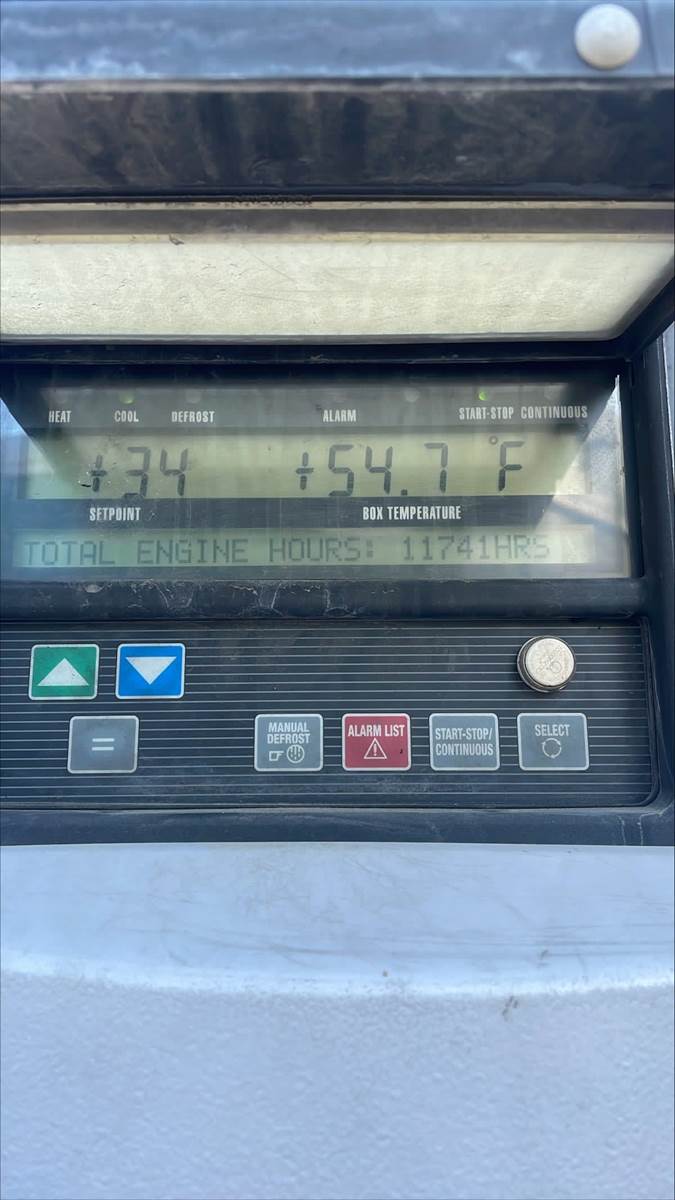 HEAT COOL DEFROST ALARM START-STOP CONTINUOUS
+34 +54.7 °F
SETPOINT BOX TEMPERATURE
TOTAL ENGINE HOURS: 11741HRS
=
MANUAL DEFROST
ALARM LIST
START-STOP/
CONTINUOUS
SELECT